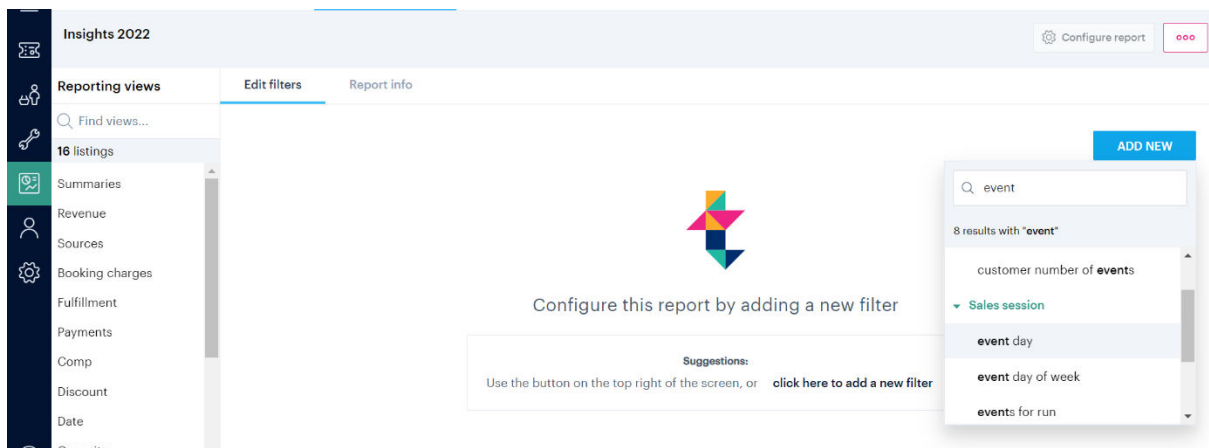 Insights 2022
Configure report
Reporting views
Edit filters
Report info
Find views...
16 listings
ADD NEW
Summaries
Revenue
Sources
Booking charges
Fulfillment
Payments
Comp
Discount
Date
event
8 results with "event"
customer number of events
Sales session
event day
event day of week
events for run
Configure this report by adding a new filter
Suggestions:
Use the button on the top right of the screen, or click here to add a new filter